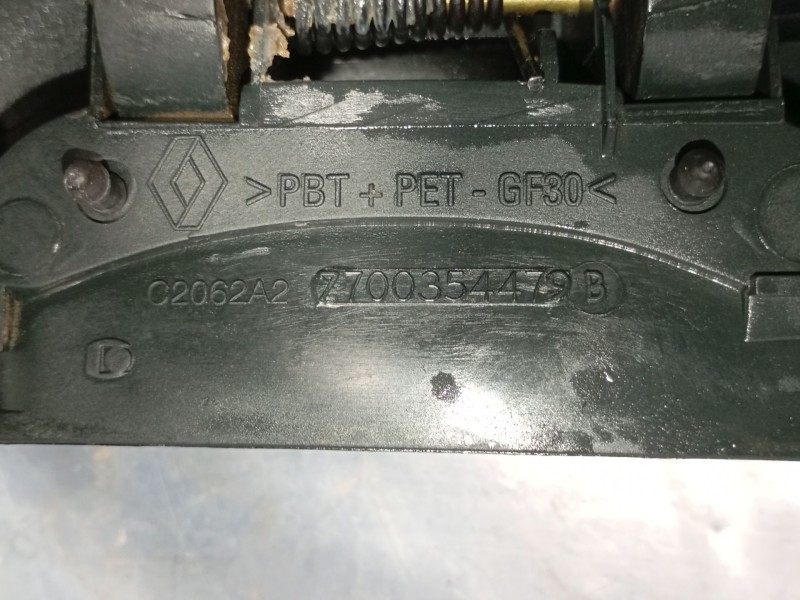 >PBT + PET - GF30<
C2062A2 7700354479 B